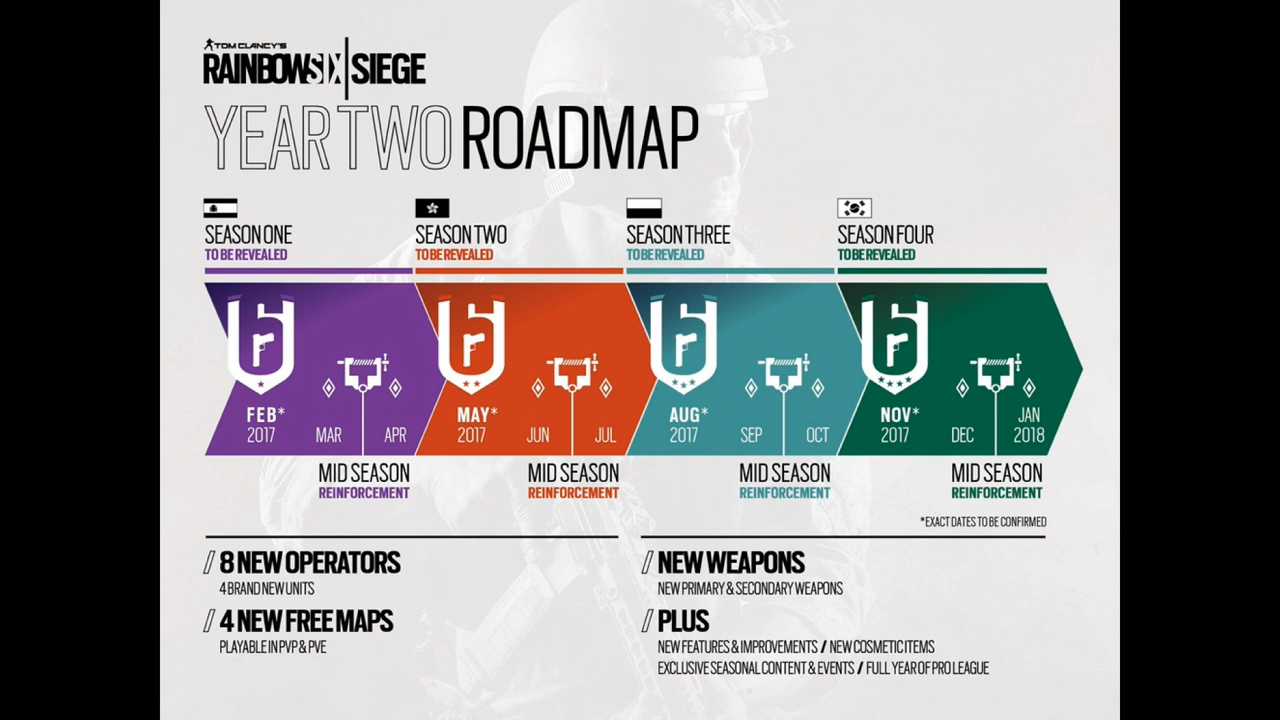 TOM CLANCY'S
RAINBOWSIX|SIEGE
YEAR TWO ROADMAP
SEASON ONE
TO BE REVEALED
SEASON TWO
TO BE REVEALED
SEASON THREE
TO BE REVEALED
SEASON FOUR
TO BE REVEALED
FEB*
2017
MAR
APR
MAY*
2017
JUN
JUL
AUG*
2017
SEP
OCT
NOV*
2017
DEC
JAN
2018
MID SEASON
REINFORCEMENT
MID SEASON
REINFORCEMENT
MID SEASON
REINFORCEMENT
MID SEASON
REINFORCEMENT
*EXACT DATES TO BE CONFIRMED
// 8 NEW OPERATORS
4 BRAND NEW UNITS
// 4 NEW FREE MAPS
PLAYABLE IN PVP & PVE
// NEW WEAPONS
NEW PRIMARY & SECONDARY WEAPONS
// PLUS
NEW FEATURES & IMPROVEMENTS / NEW COSMETIC ITEMS
EXCLUSIVE SEASONAL CONTENT & EVENTS / FULL YEAR OF PRO LEAGUE